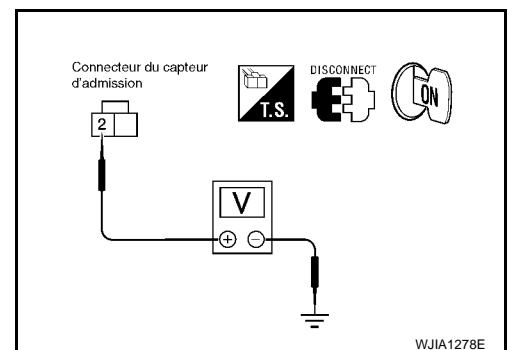 Connecteur du capteur
d'admission
DISCONNECT
T.S.
ON
2
V
+
−
WJIA1278E